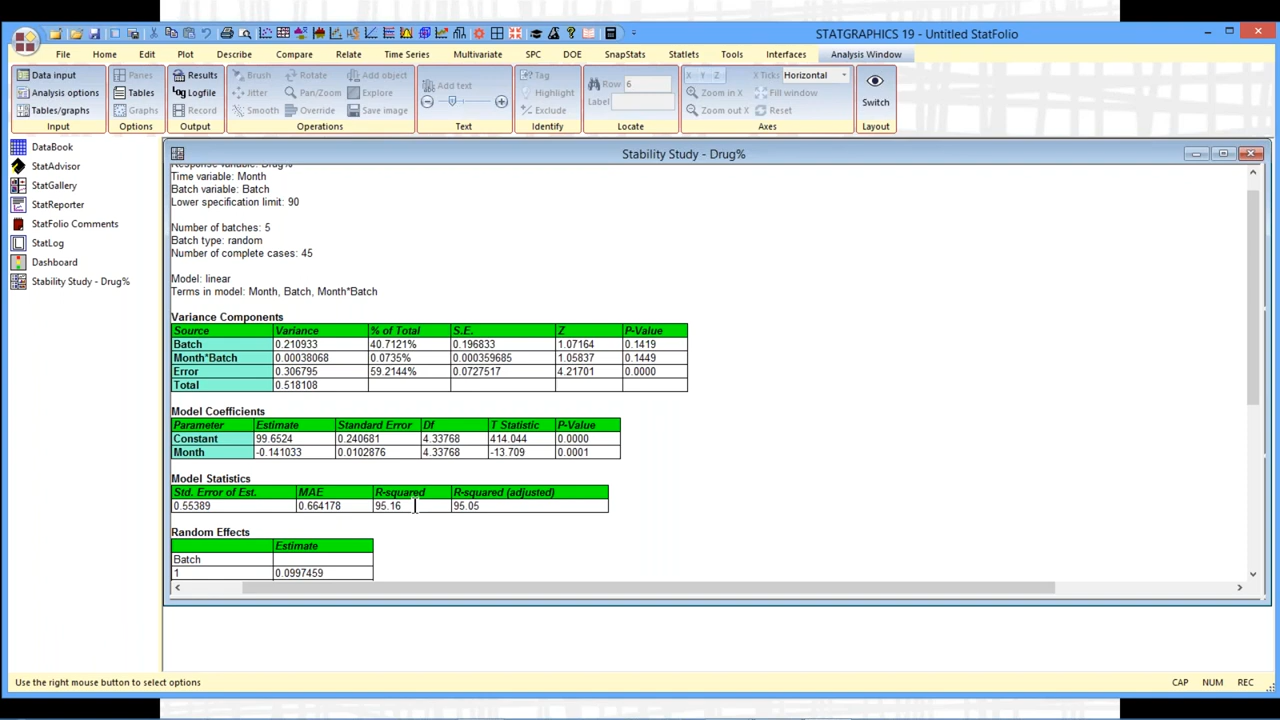 STATGRAPHICS 19 - Untitled StatFolio
File Home Edit Plot Describe Compare Relate Time Series Multivariate SPC DOE SnapStats Statlets Tools Interfaces Analysis Window
Data input Panes Results Brush Rotate Add object Add text Tag Row 6 X Y Z X Ticks Horizontal
Analysis options Tables Logfile Jitter Pan/Zoom Explore Highlight Label Zoom in X Fill window Switch
Tables/graphs Graphs Record Smooth Override Save image Exclude Zoom out X Reset
Input Options Output Operations Text Identify Locate Axes Layout
DataBook
StatAdvisor
StatGallery
StatReporter
StatFolio Comments
StatLog
Dashboard
Stability Study - Drug%
Stability Study - Drug%
Response variable: Drug%
Time variable: Month
Batch variable: Batch
Lower specification limit: 90
Number of batches: 5
Batch type: random
Number of complete cases: 45
Model: linear
Terms in model: Month, Batch, Month*Batch
Variance Components
Source Variance % of Total S.E. Z P-Value
Batch 0.210933 40.7121% 0.196833 1.07164 0.1419
Month*Batch 0.00038068 0.0735% 0.000359685 1.05837 0.1449
Error 0.306795 59.2144% 0.0727517 4.21701 0.0000
Total 0.518108
Model Coefficients
Parameter Estimate Standard Error Df T Statistic P-Value
Constant 99.6524 0.240681 4.33768 414.044 0.0000
Month -0.141033 0.0102876 4.33768 -13.709 0.0001
Model Statistics
Std. Error of Est. MAE R-squared R-squared (adjusted)
0.55389 0.664178 95.16 95.05
Random Effects
Estimate
Batch
1 0.0997459
Use the right mouse button to select options CAP NUM REC